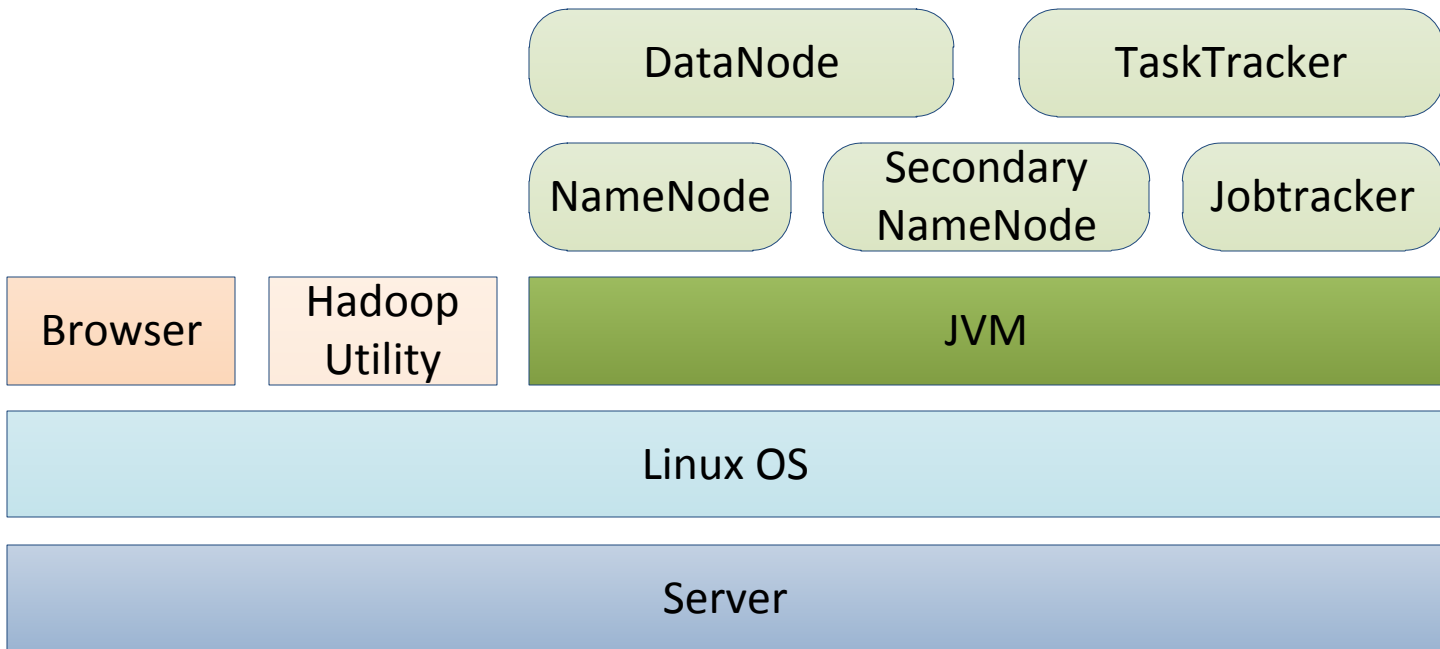 DataNode
TaskTracker
NameNode
Secondary
NameNode
Jobtracker
Browser
Hadoop
Utility
JVM
Linux OS
Server